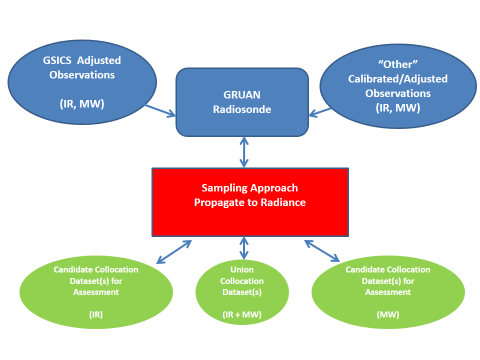 GSICS Adjusted
Observations
(IR, MW)
GRUAN
Radiosonde
“Other”
Calibrated/Adjusted
Observations
(IR, MW)
Sampling Approach
Propagate to Radiance
Candidate Collocation
Dataset(s) for
Assessment
(IR)
Union
Collocation
Dataset(s)
(IR + MW)
Candidate Collocation
Dataset(s) for
Assessment
(MW)